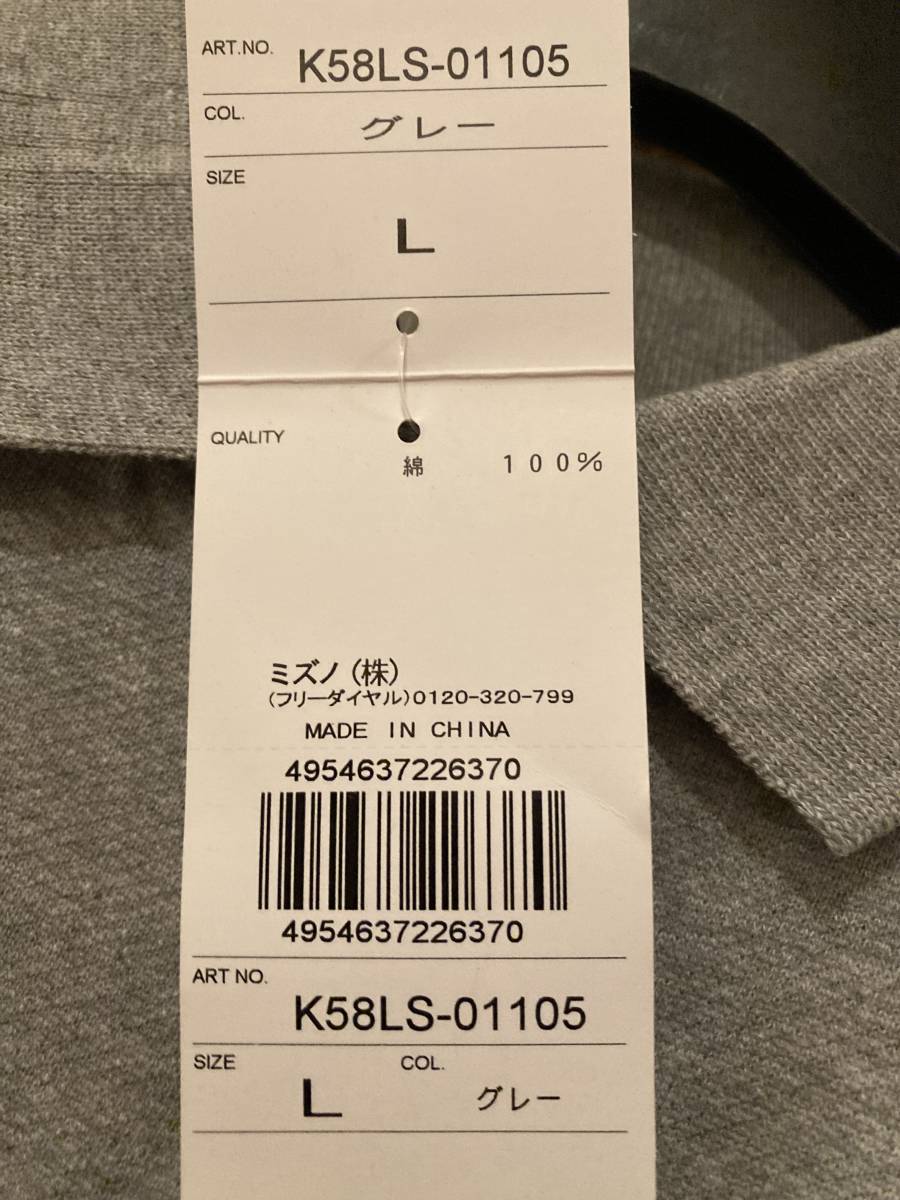 ART.NO. K58LS-01105
COL. グレー
SIZE
L
QUALITY
綿 100%
ミズノ(株)
(フリーダイヤル)0120-320-799
MADE IN CHINA
4954637226370
4954637226370
ART NO.
K58LS-01105
SIZE COL.
L グレー